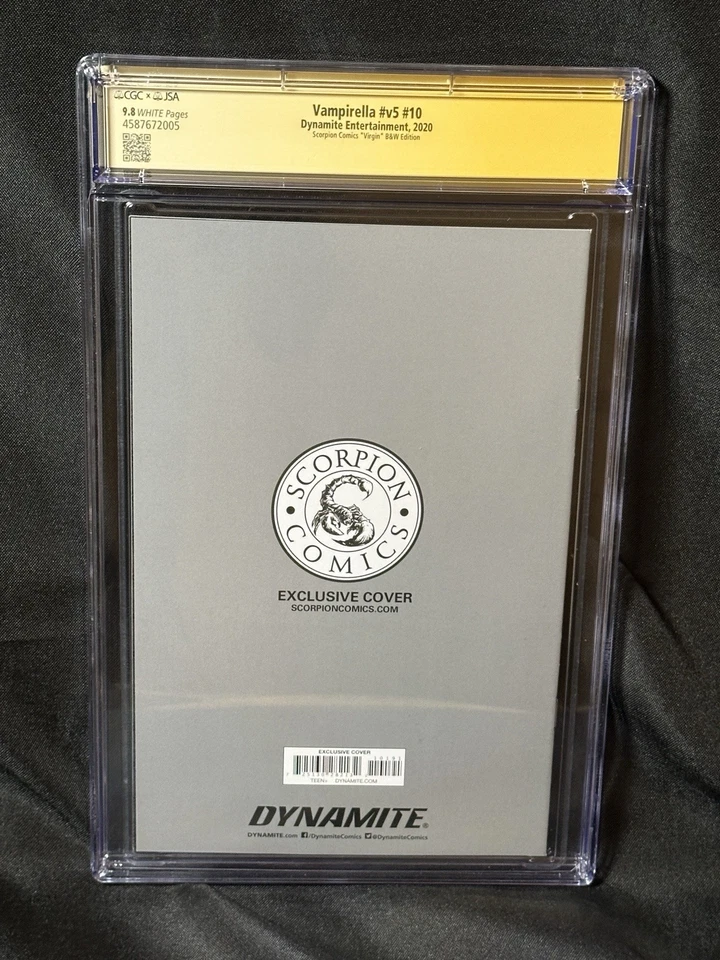 CGC x JSA
9.8 WHITE Pages
4587672005
Vampirella #v5 #10
Dynamite Entertainment, 2020
Scorpion Comics "Virgin" B&W Edition
SCORPION
COMICS
EXCLUSIVE COVER
SCORPIONCOMICS.COM
EXCLUSIVE COVER
10181
TEEN+ DYNAMITE.COM
DYNAMITE®
DYNAMITE.com /DynamiteComics @DynamiteComics